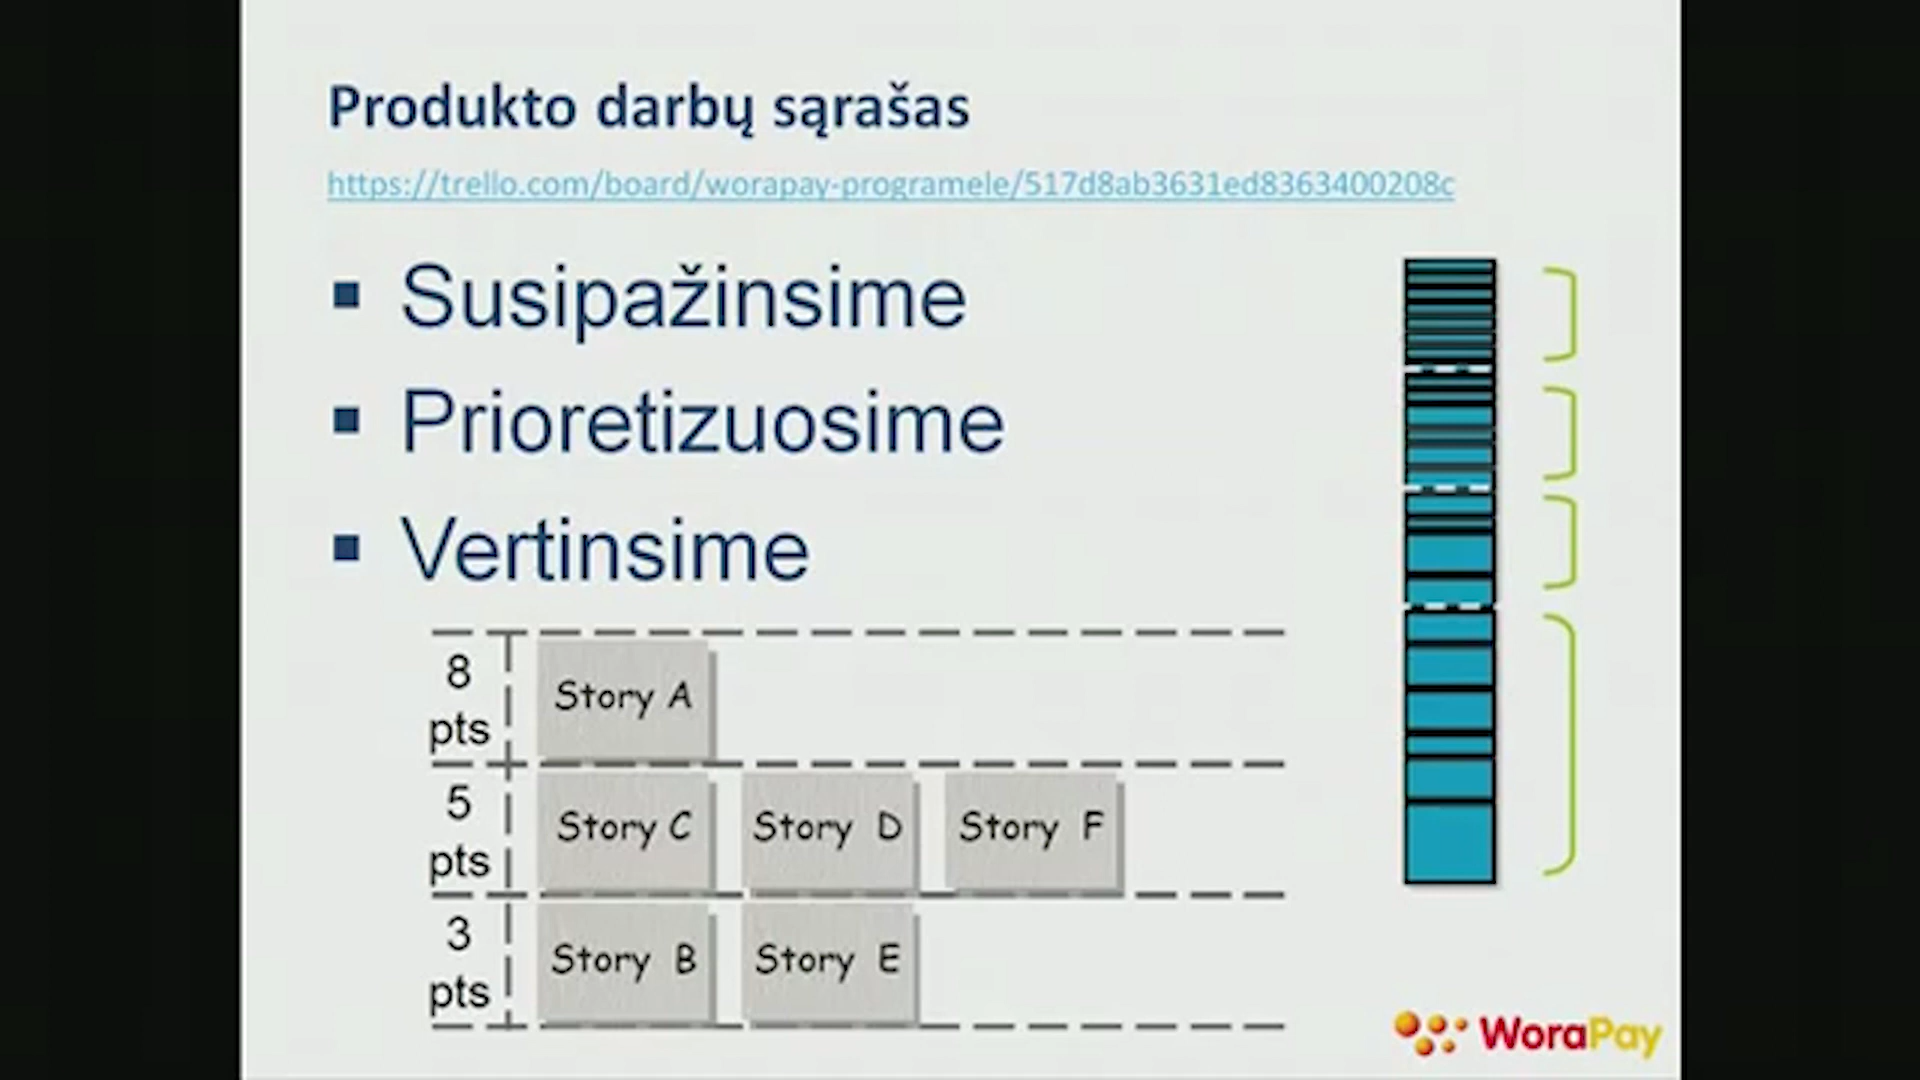 Produkto darbų sąrašas
https://trello.com/board/worapay-programele/517d8ab3631ed8363400208c
Susipažinsime
Prioretizuosime
Vertinsime
8 pts
Story A
5 pts
Story C
Story D
Story F
3 pts
Story B
Story E
WoraPay